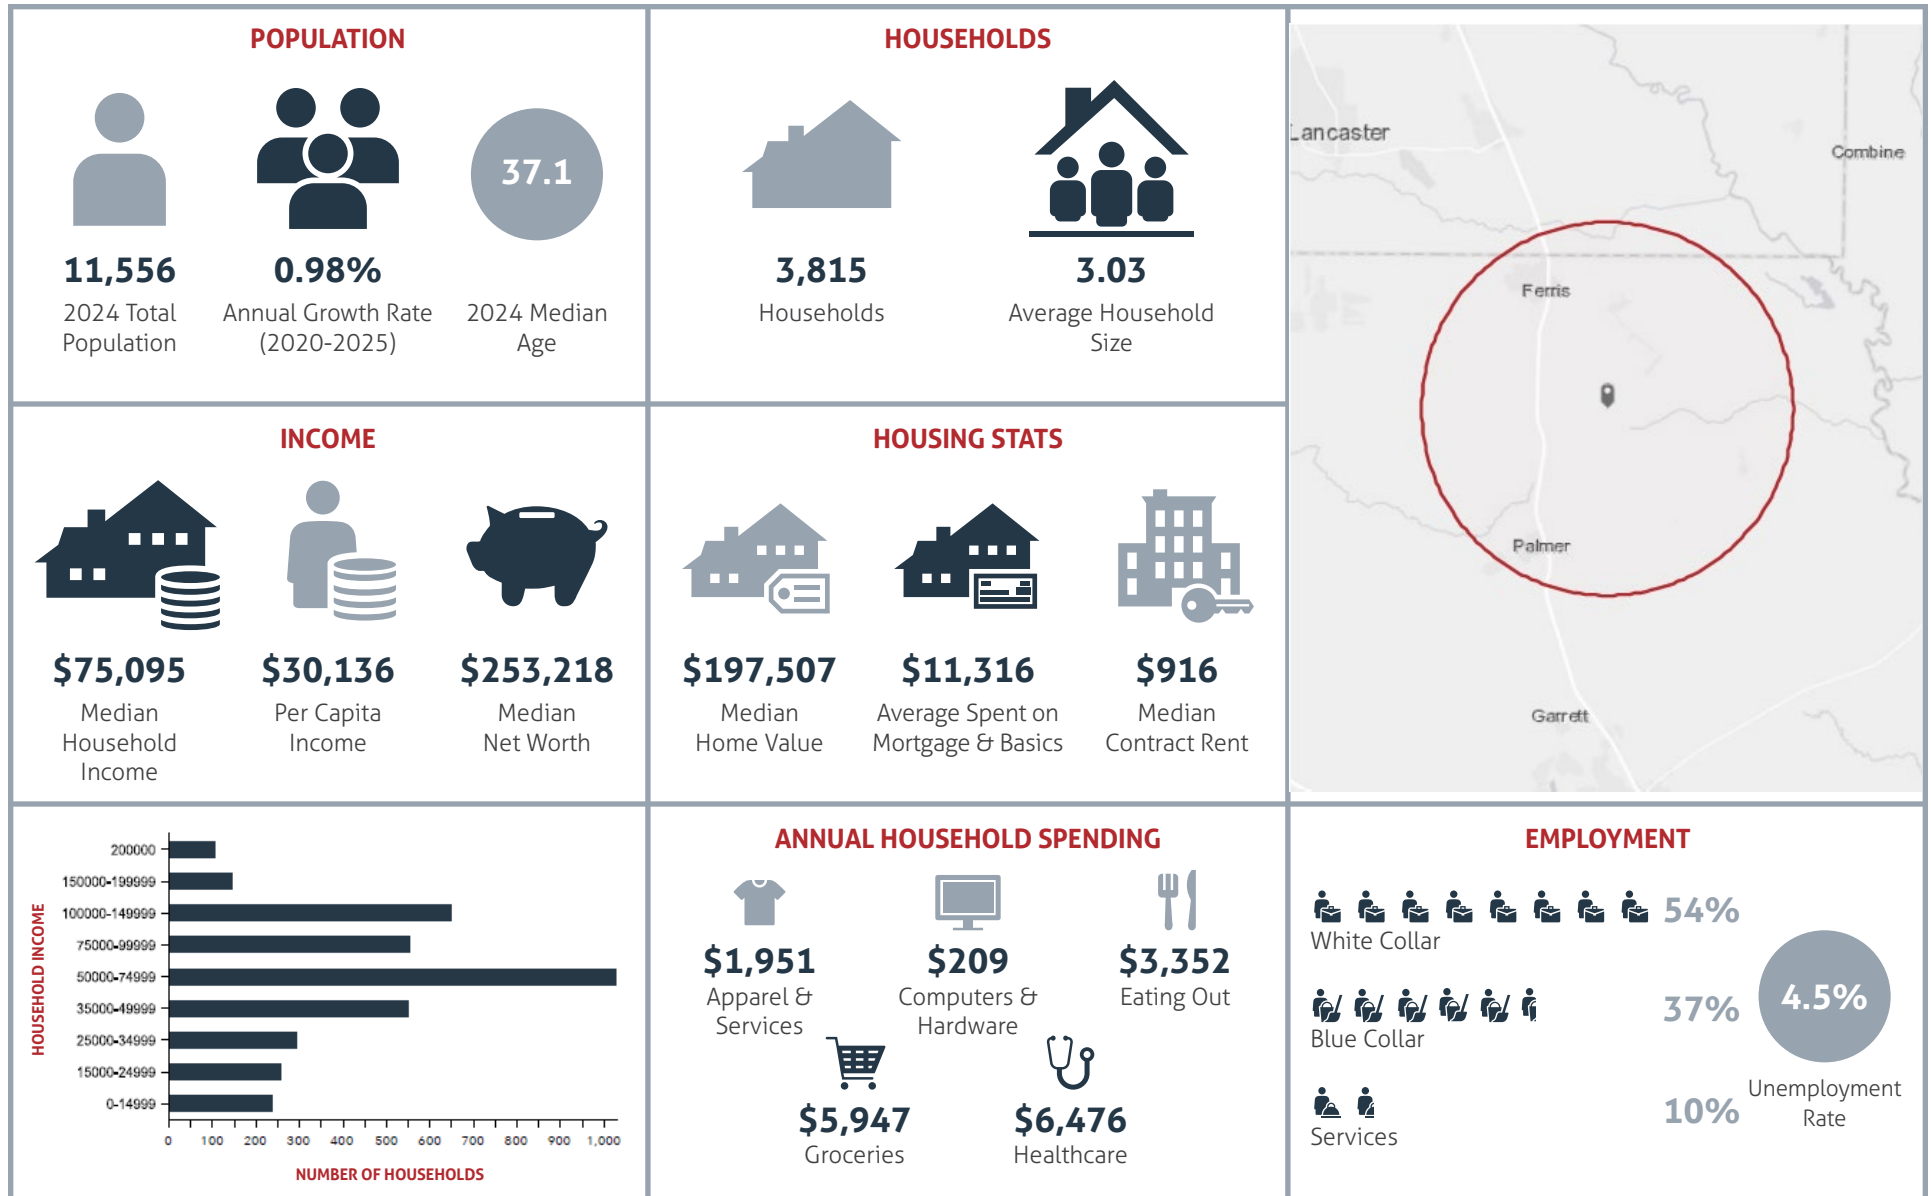 POPULATION
37.1
11,556
0.98%
2024 Total
Population
Annual Growth Rate
(2020-2025)
2024 Median
Age
HOUSEHOLDS
3,815
3.03
Households
Average Household
Size
Lancaster
Combine
Ferris
Palmer
Garrett
INCOME
$75,095
$30,136
$253,218
Median
Household
Income
Per Capita
Income
Median
Net Worth
HOUSING STATS
$197,507
$11,316
$916
Median
Home Value
Average Spent on
Mortgage & Basics
Median
Contract Rent
HOUSEHOLD INCOME
200000
150000-199999
100000-149999
75000-99999
50000-74999
35000-49999
25000-34999
15000-24999
0-14999
0 100 200 300 400 500 600 700 800 900 1,000
NUMBER OF HOUSEHOLDS
ANNUAL HOUSEHOLD SPENDING
$1,951
$209
$3,352
Apparel &
Services
Computers &
Hardware
Eating Out
$5,947
$6,476
Groceries
Healthcare
EMPLOYMENT
54%
White Collar
37%
Blue Collar
10%
Services
4.5%
Unemployment
Rate